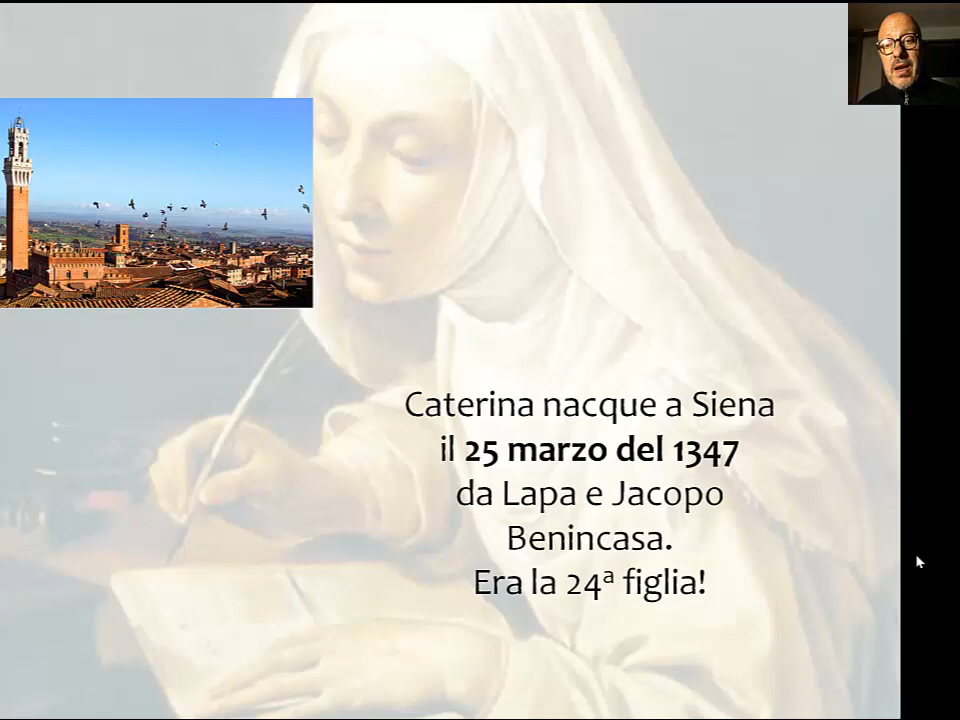 Caterina nacque a Siena
il 25 marzo del 1347
da Lapa e Jacopo
Benincasa.
Era la 24ª figlia!